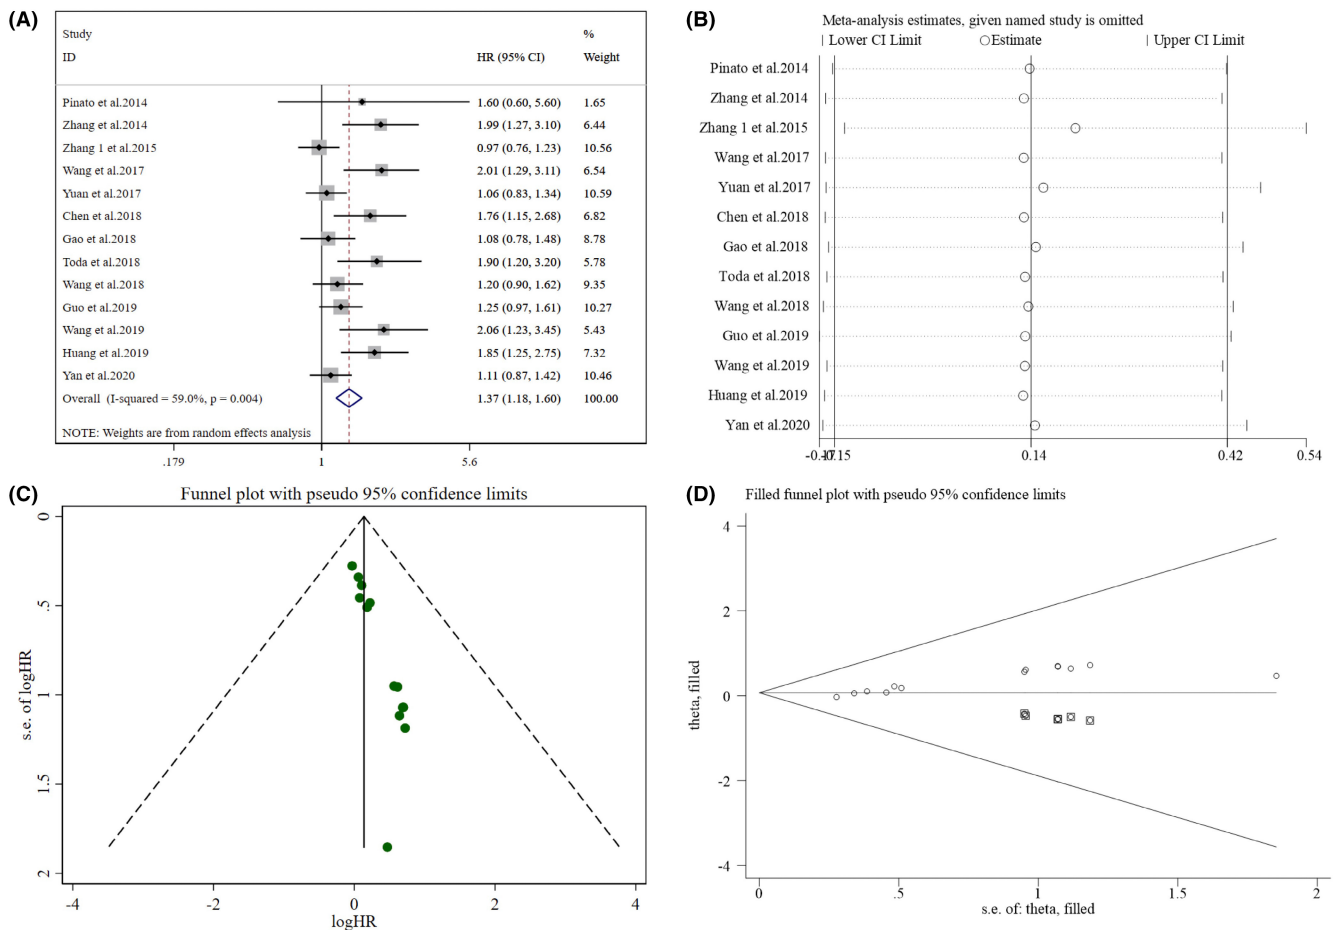 (A)
Study %
ID HR (95% CI) Weight
Pinato et al.2014 1.60 (0.60, 5.60) 1.65
Zhang et al.2014 1.99 (1.27, 3.10) 6.44
Zhang 1 et al.2015 0.97 (0.76, 1.23) 10.56
Wang et al.2017 2.01 (1.29, 3.11) 6.54
Yuan et al.2017 1.06 (0.83, 1.34) 10.59
Chen et al.2018 1.76 (1.15, 2.68) 6.82
Gao et al.2018 1.08 (0.78, 1.48) 8.78
Toda et al.2018 1.90 (1.20, 3.20) 5.78
Wang et al.2018 1.20 (0.90, 1.62) 9.35
Guo et al.2019 1.25 (0.97, 1.61) 10.27
Wang et al.2019 2.06 (1.23, 3.45) 5.43
Huang et al.2019 1.85 (1.25, 2.75) 7.32
Yan et al.2020 1.11 (0.87, 1.42) 10.46
Overall (I-squared = 59.0%, p = 0.004) 1.37 (1.18, 1.60) 100.00
NOTE: Weights are from random effects analysis
.179 1 5.6
(B)
Meta-analysis estimates, given named study is omitted
Lower CI Limit Estimate Upper CI Limit
Pinato et al.2014
Zhang et al.2014
Zhang 1 et al.2015
Wang et al.2017
Yuan et al.2017
Chen et al.2018
Gao et al.2018
Toda et al.2018
Wang et al.2018
Guo et al.2019
Wang et al.2019
Huang et al.2019
Yan et al.2020
0.14 0.42 0.54
(C)
Funnel plot with pseudo 95% confidence limits
s.e. of logHR
0
.5
1
1.5
2
-4 -2 0 2 4
logHR
(D)
Filled funnel plot with pseudo 95% confidence limits
theta, filled
4
2
0
-2
-4
0 .5 1 1.5 2
s.e. of: theta, filled